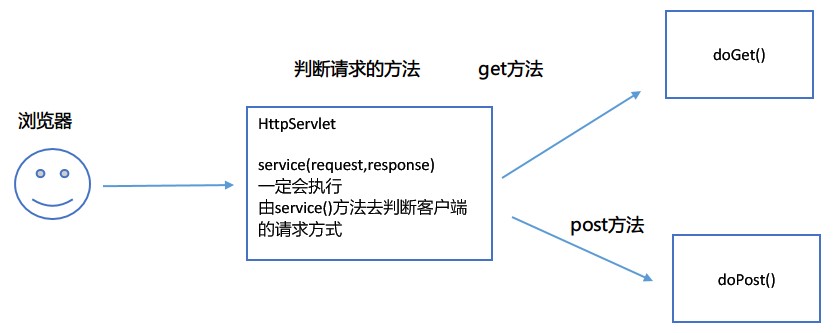 判断请求的方法
get方法
doGet()
浏览器
HttpServlet
service(request,response)
一定会执行
由service()方法去判断客户端
的请求方式
post方法
doPost()